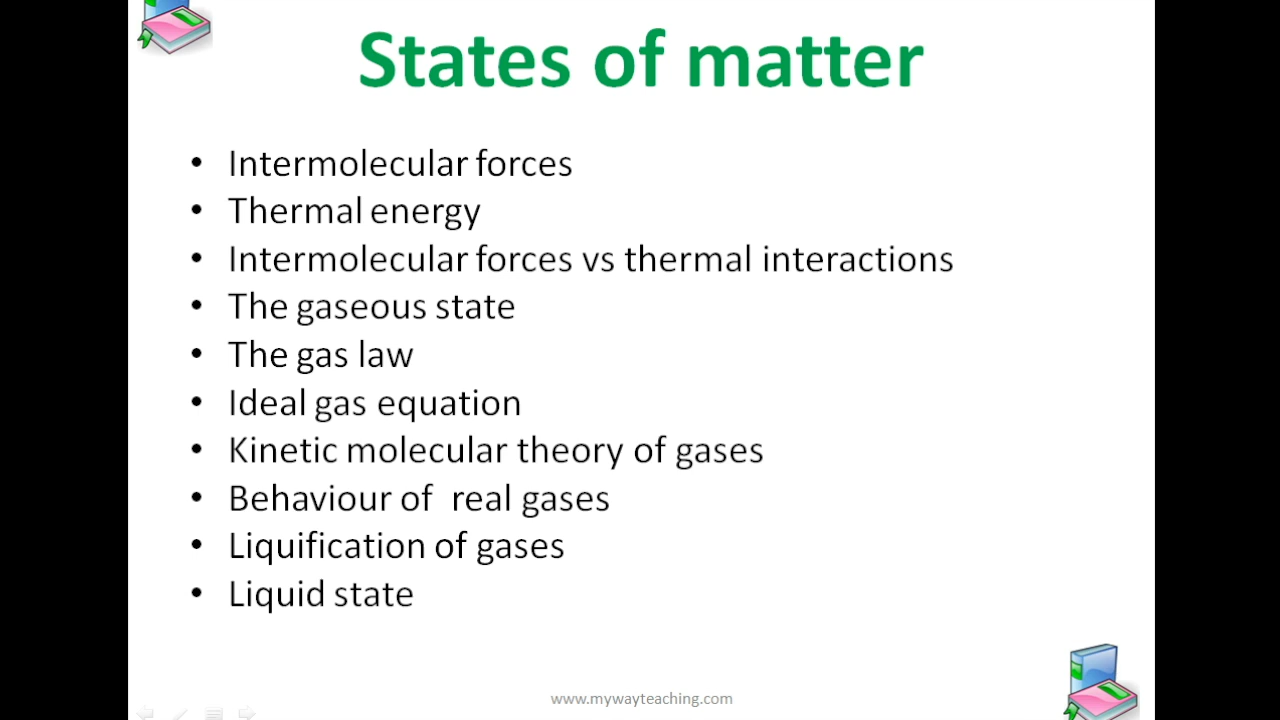 States of matter
• Intermolecular forces
• Thermal energy
• Intermolecular forces vs thermal interactions
• The gaseous state
• The gas law
• Ideal gas equation
• Kinetic molecular theory of gases
• Behaviour of  real gases
• Liquification of gases
• Liquid state
www.mywayteaching.com